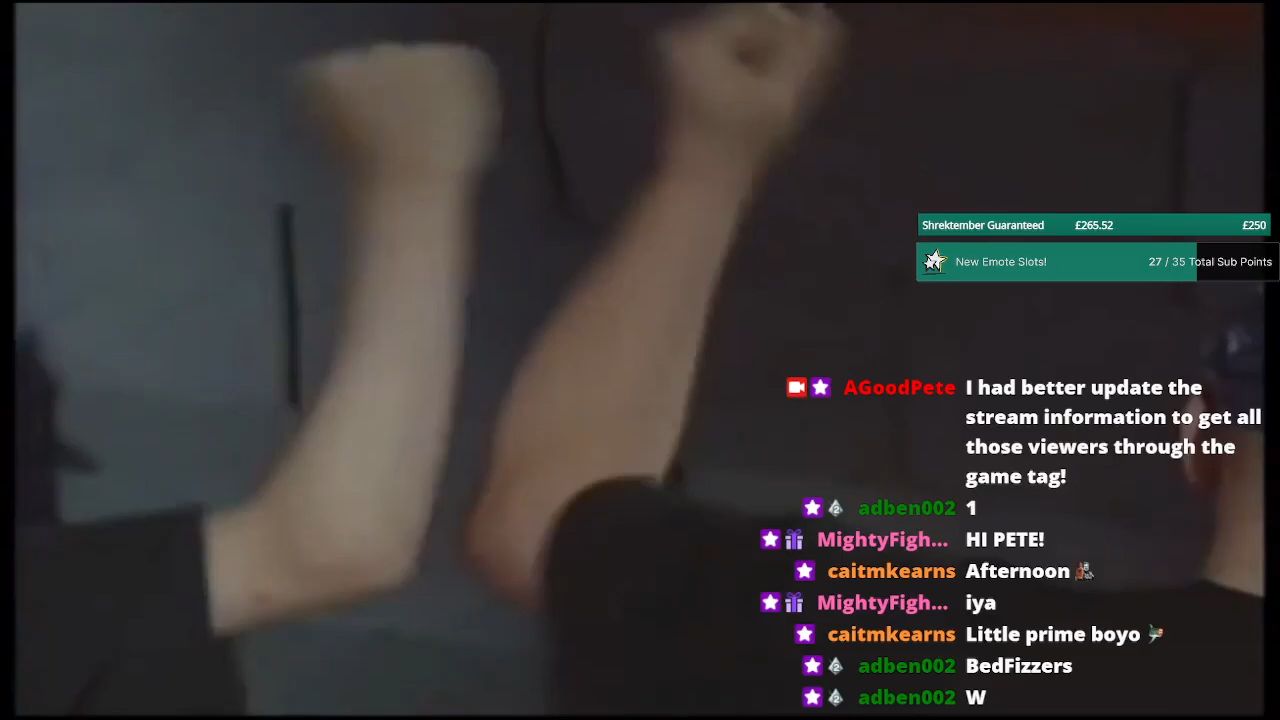 Shrektember Guaranteed £265.52 £250
New Emote Slots! 27 / 35 Total Sub Points
AGoodPete I had better update the
stream information to get all
those viewers through the
game tag!
adben002 1
MightyFigh... HI PETE!
caitmkearns Afternoon
MightyFigh... iya
caitmkearns Little prime boyo
adben002 BedFizzers
adben002 W